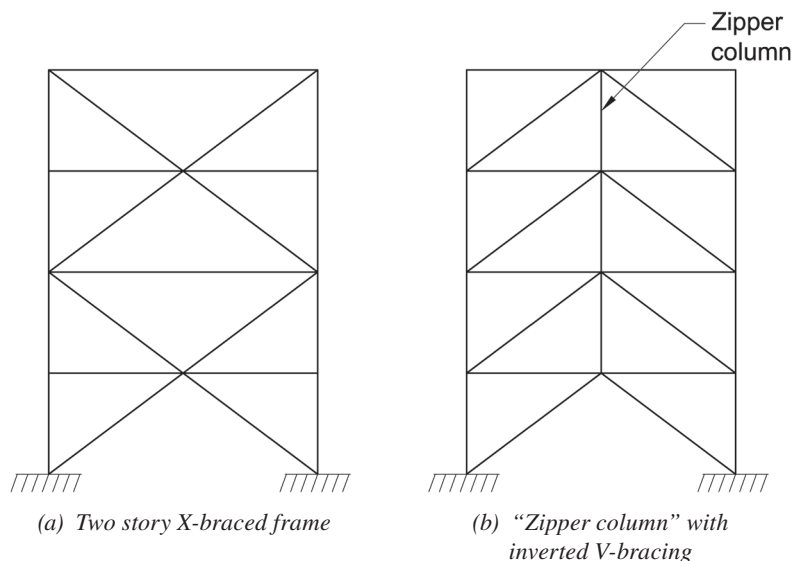 Zipper
column
(a) Two story X-braced frame
(b) “Zipper column” with
inverted V-bracing